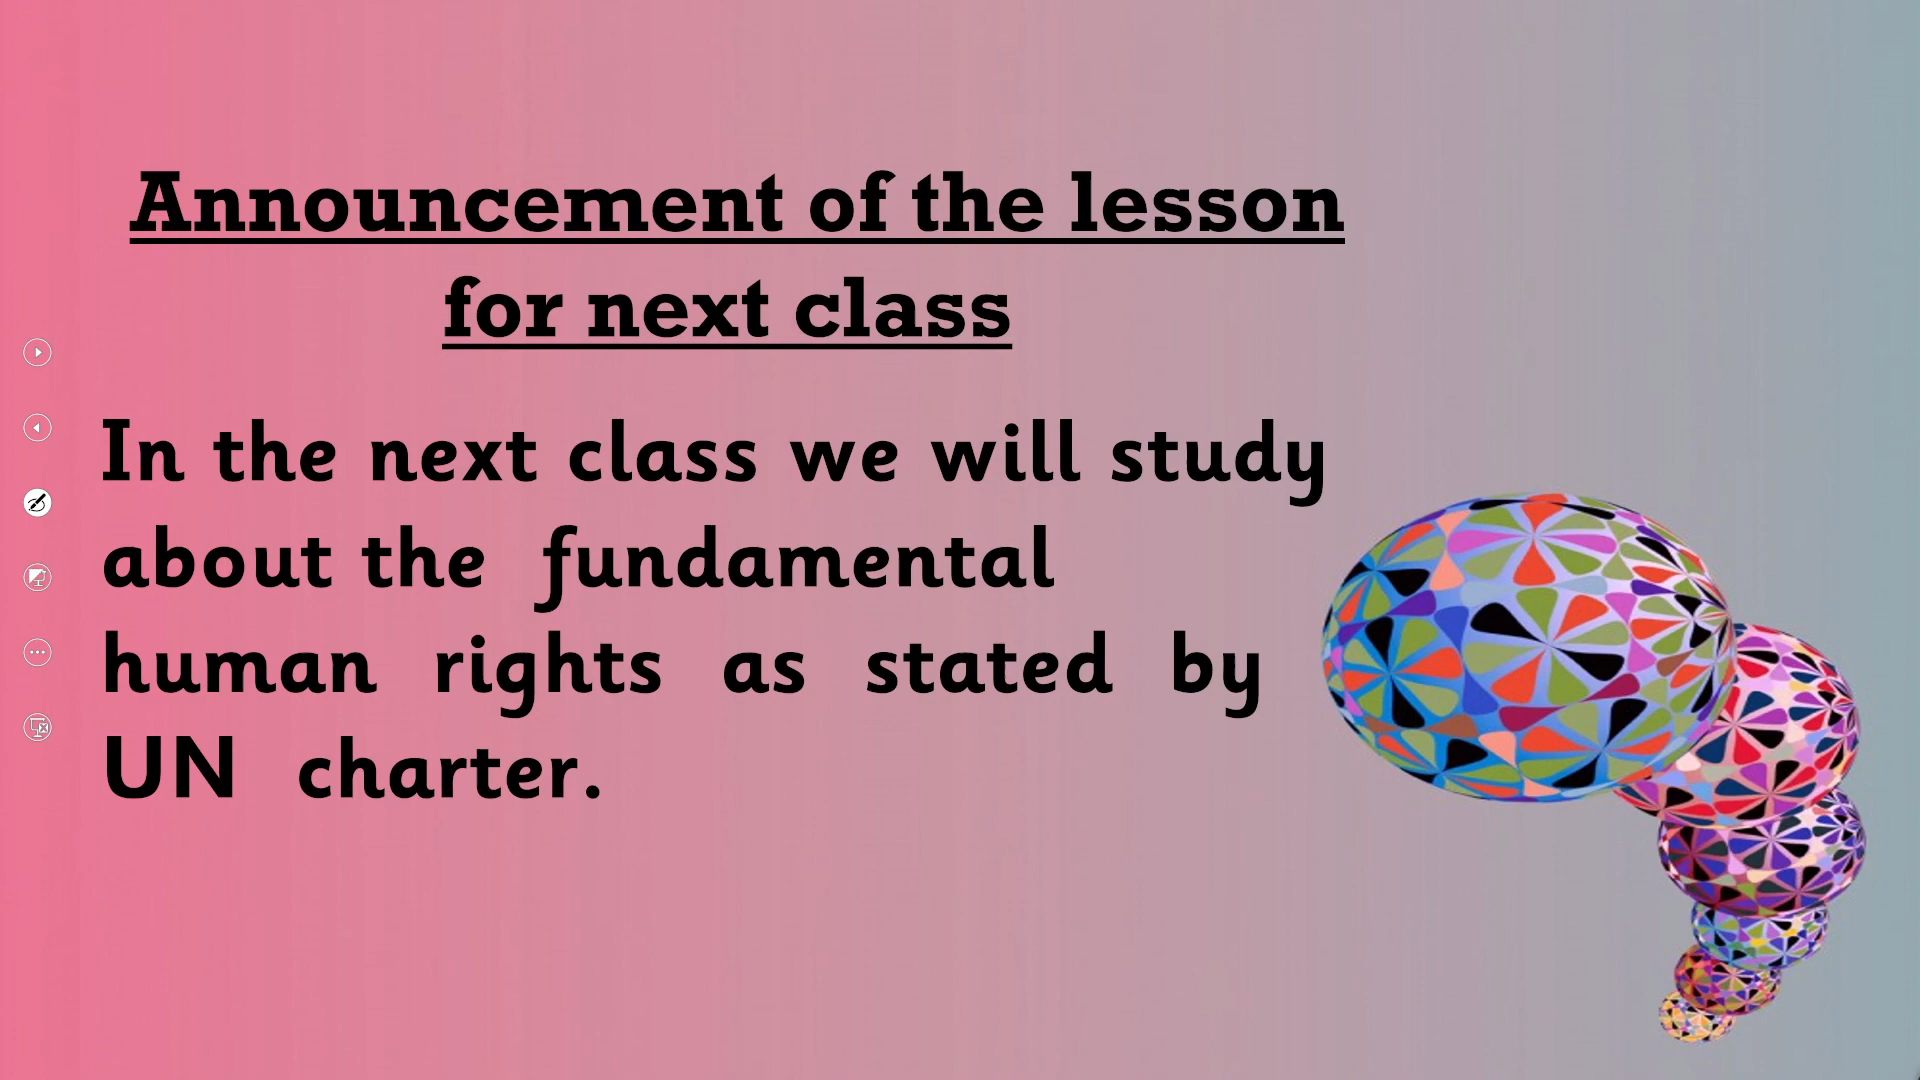 Announcement of the lesson
for next class
In the next class we will study
about the fundamental
human rights as stated by
UN charter.